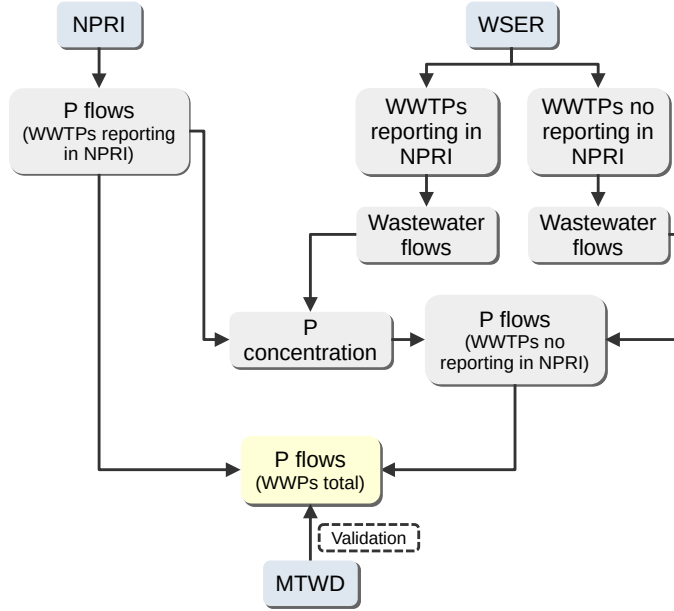 NPRI
WSER
P flows
(WWTPs reporting
in NPRI)
WWTPs
reporting in
NPRI
WWTPs no
reporting in
NPRI
Wastewater
flows
Wastewater
flows
P
concentration
P flows
(WWTPs no
reporting in NPRI)
P flows
(WWPs total)
Validation
MTWD